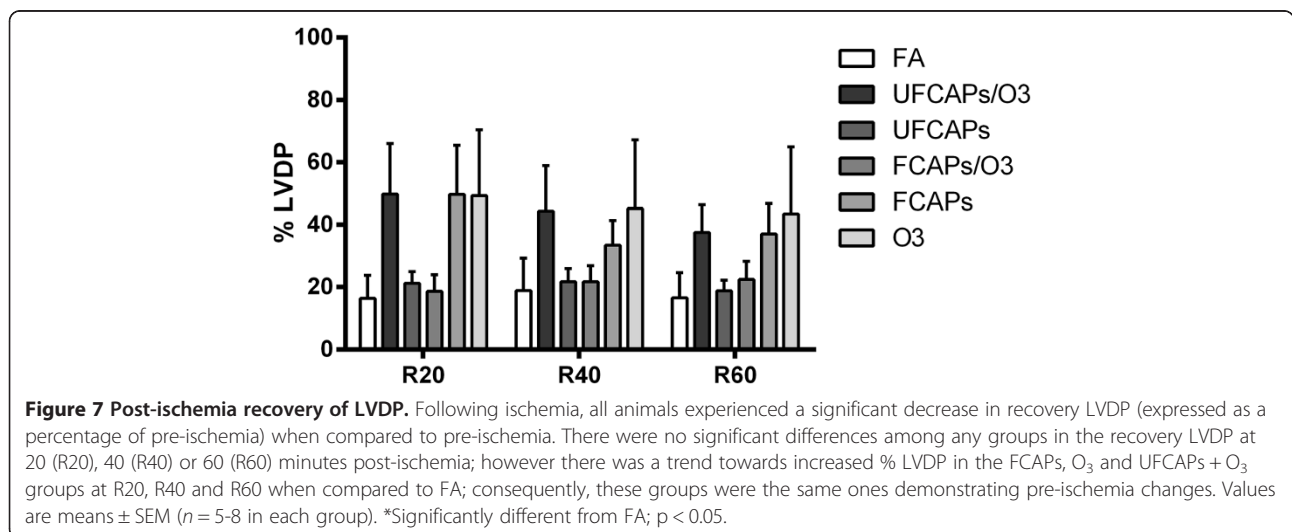 100
80
60
40
20
0
% LVDP
R20
R40
R60
FA
UFCAPs/O3
UFCAPs
FCAPs/O3
FCAPs
O3
Figure 7 Post-ischemia recovery of LVDP. Following ischemia, all animals experienced a significant decrease in recovery LVDP (expressed as a
percentage of pre-ischemia) when compared to pre-ischemia. There were no significant differences among any groups in the recovery LVDP at
20 (R20), 40 (R40) or 60 (R60) minutes post-ischemia; however there was a trend towards increased % LVDP in the FCAPs, O₃ and UFCAPs + O₃
groups at R20, R40 and R60 when compared to FA; consequently, these groups were the same ones demonstrating pre-ischemia changes. Values
are means ± SEM (n = 5-8 in each group). *Significantly different from FA; p < 0.05.